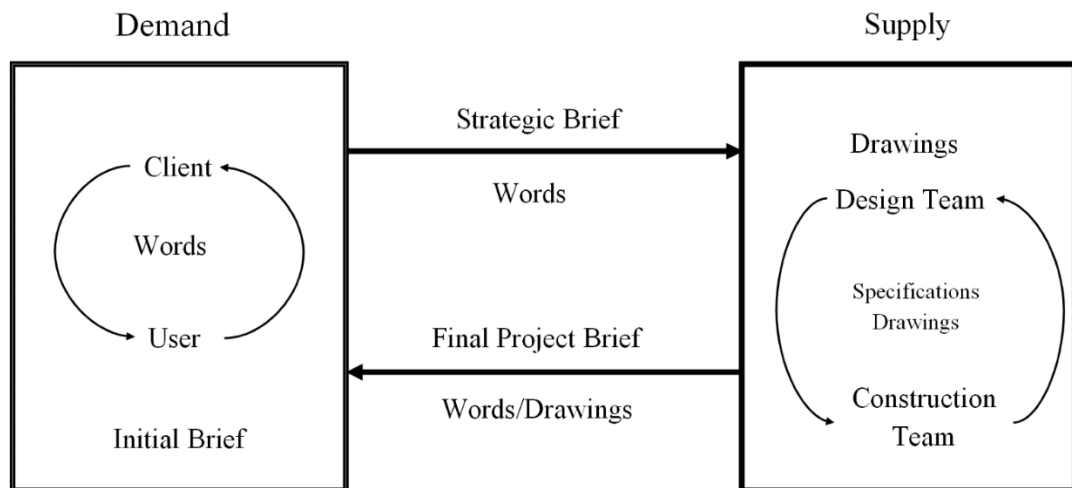 Demand
Supply
Client
Words
User
Initial Brief
Strategic Brief
Words
Final Project Brief
Words/Drawings
Drawings
Design Team
Specifications
Drawings
Construction
Team